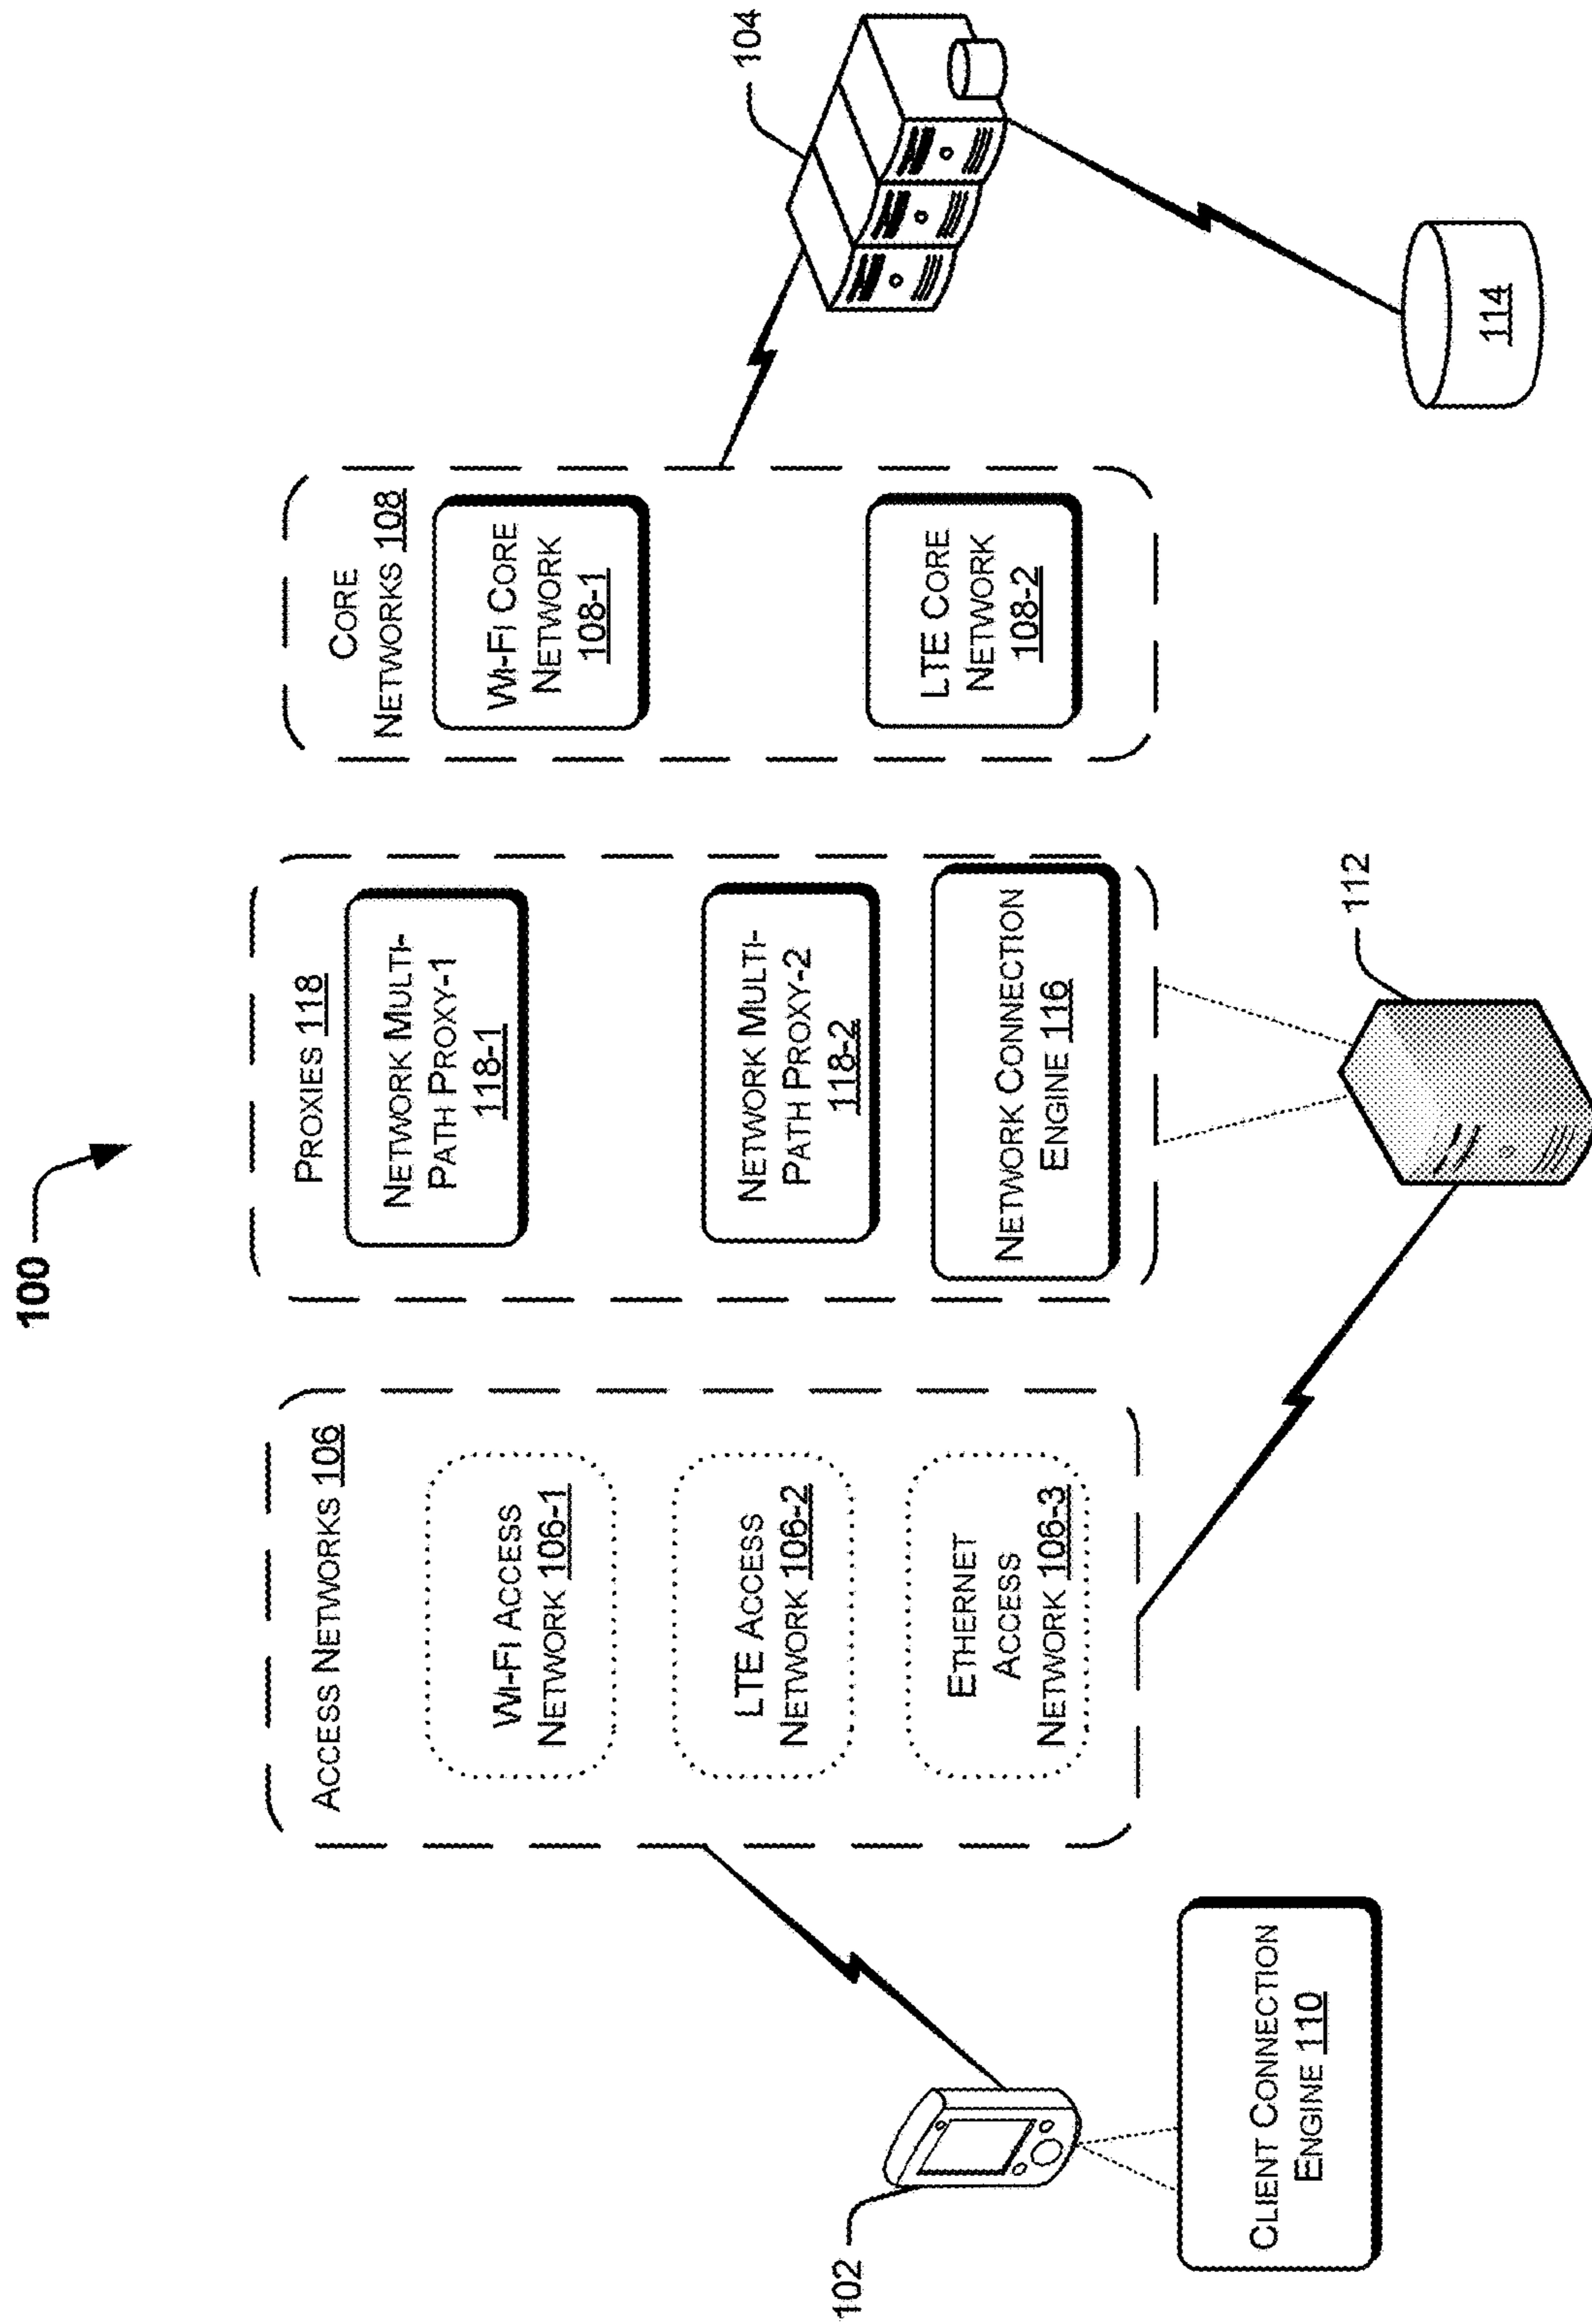 100
ACCESS NETWORKS 106
WI-FI ACCESS
NETWORK 106-1
LTE ACCESS
NETWORK 106-2
ETHERNET
ACCESS
NETWORK 106-3
PROXIES 118
NETWORK MULTI-
PATH PROXY-1
118-1
NETWORK MULTI-
PATH PROXY-2
118-2
NETWORK CONNECTION
ENGINE 116
CORE
NETWORKS 108
WI-FI CORE
NETWORK
108-1
LTE CORE
NETWORK
108-2
104
102
CLIENT CONNECTION
ENGINE 110
112
114